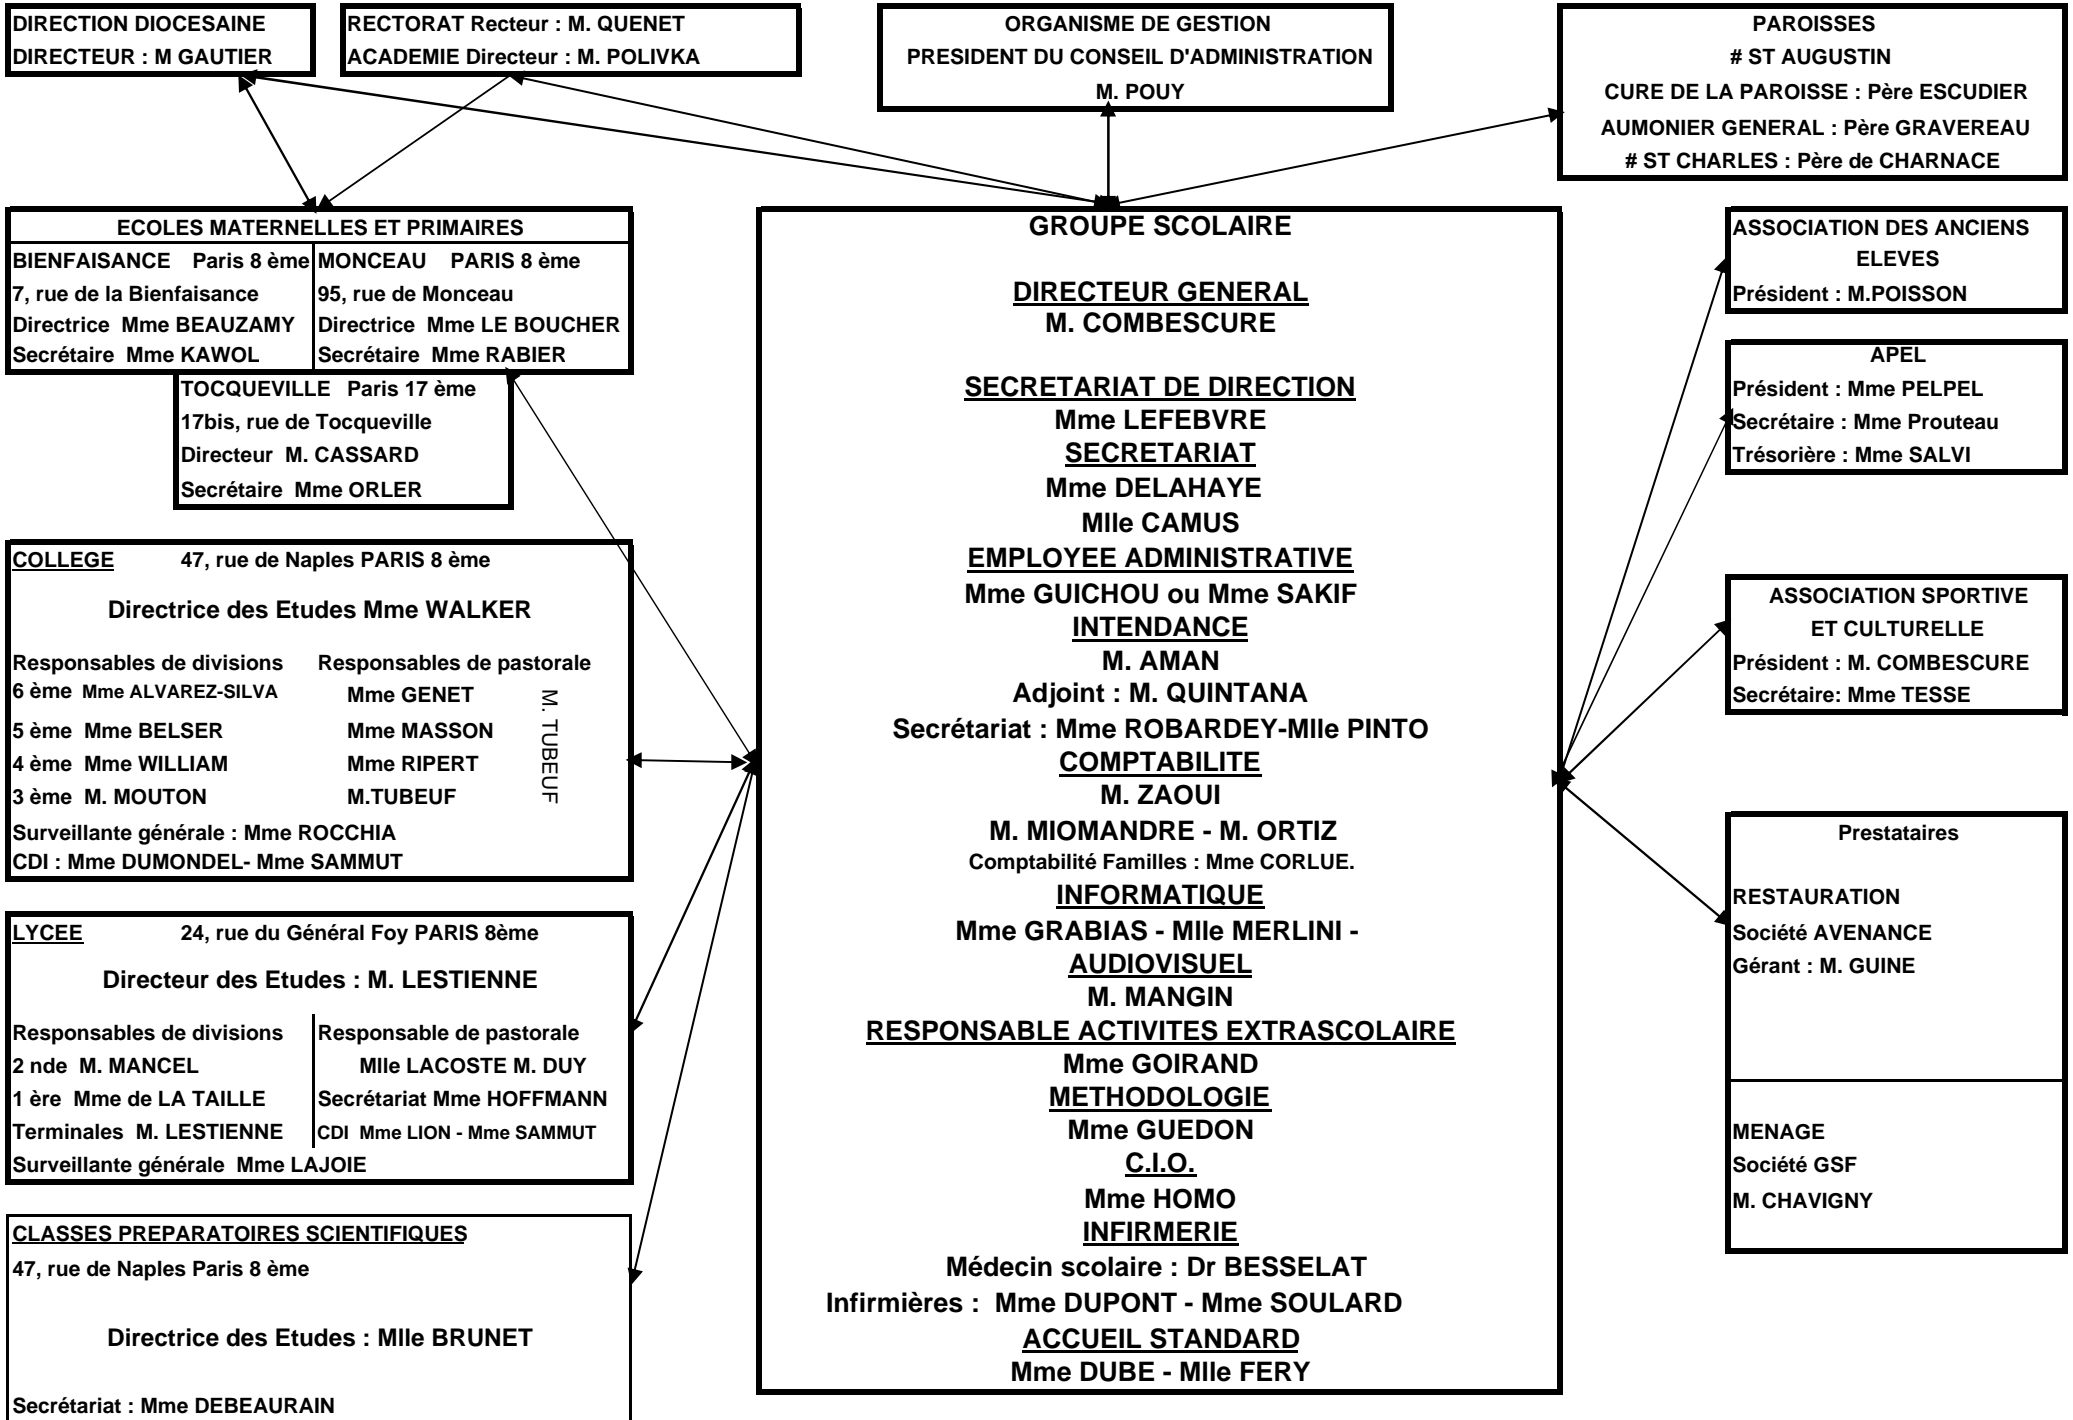 DIRECTION DIOCESAINE
DIRECTEUR : M GAUTIER
RECTORAT Recteur : M. QUENET
ACADEMIE Directeur : M. POLIVKA
ORGANISME DE GESTION
PRESIDENT DU CONSEIL D'ADMINISTRATION
M. POUY
PAROISSES
# ST AUGUSTIN
CURE DE LA PAROISSE : Père ESCUDIER
AUMONIER GENERAL : Père GRAVEREAU
# ST CHARLES : Père de CHARNACE
ECOLES MATERNELLES ET PRIMAIRES
BIENFAISANCE Paris 8 ème
7, rue de la Bienfaisance
Directrice Mme BEAUZAMY
Secrétaire Mme KAWOL
MONCEAU PARIS 8 ème
95, rue de Monceau
Directrice Mme LE BOUCHER
Secrétaire Mme RABIER
TOCQUEVILLE Paris 17 ème
17bis, rue de Tocqueville
Directeur M. CASSARD
Secrétaire Mme ORLER
COLLEGE 47, rue de Naples PARIS 8 ème
Directrice des Etudes Mme WALKER
Responsables de divisions Responsables de pastorale
6 ème Mme ALVAREZ-SILVA Mme GENET
5 ème Mme BELSER Mme MASSON
4 ème Mme WILLIAM Mme RIPERT
3 ème M. MOUTON M.TUBEUF
M. TUBEUF
Surveillante générale : Mme ROCCHIA
CDI : Mme DUMONDEL- Mme SAMMUT
LYCEE 24, rue du Général Foy PARIS 8ème
Directeur des Etudes : M. LESTIENNE
Responsables de divisions Responsable de pastorale
2 nde M. MANCEL Mlle LACOSTE M. DUY
1 ère Mme de LA TAILLE Secrétariat Mme HOFFMANN
Terminales M. LESTIENNE CDI Mme LION - Mme SAMMUT
Surveillante générale Mme LAJOIE
CLASSES PREPARATOIRES SCIENTIFIQUES
47, rue de Naples Paris 8 ème
Directrice des Etudes : Mlle BRUNET
Secrétariat : Mme DEBEAURAIN
GROUPE SCOLAIRE
DIRECTEUR GENERAL
M. COMBESCURE
SECRETARIAT DE DIRECTION
Mme LEFEBVRE
SECRETARIAT
Mme DELAHAYE
Mlle CAMUS
EMPLOYEE ADMINISTRATIVE
Mme GUICHOU ou Mme SAKIF
INTENDANCE
M. AMAN
Adjoint : M. QUINTANA
Secrétariat : Mme ROBARDEY-Mlle PINTO
COMPTABILITE
M. ZAOUI
M. MIOMANDRE - M. ORTIZ
Comptabilité Familles : Mme CORLUE.
INFORMATIQUE
Mme GRABIAS - Mlle MERLINI -
AUDIOVISUEL
M. MANGIN
RESPONSABLE ACTIVITES EXTRASCOLAIRE
Mme GOIRAND
METHODOLOGIE
Mme GUEDON
C.I.O.
Mme HOMO
INFIRMERIE
Médecin scolaire : Dr BESSELAT
Infirmières : Mme DUPONT - Mme SOULARD
ACCUEIL STANDARD
Mme DUBE - Mlle FERY
ASSOCIATION DES ANCIENS
ELEVES
Président : M.POISSON
APEL
Président : Mme PELPEL
Secrétaire : Mme Prouteau
Trésorière : Mme SALVI
ASSOCIATION SPORTIVE
ET CULTURELLE
Président : M. COMBESCURE
Secrétaire: Mme TESSE
Prestataires
RESTAURATION
Société AVENANCE
Gérant : M. GUINE
MENAGE
Société GSF
M. CHAVIGNY